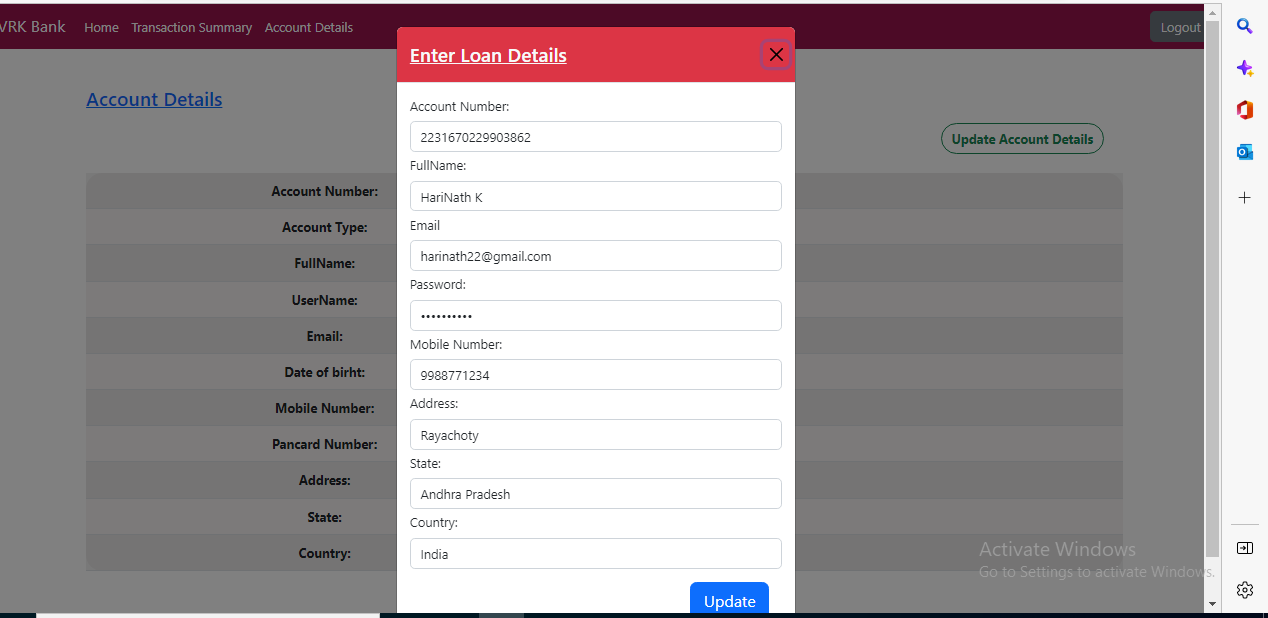 VRK Bank Home Transaction Summary Account Details Logout
Enter Loan Details
Account Details
Update Account Details
Account Number:
Account Type:
FullName:
UserName:
Email:
Date of birht:
Mobile Number:
Pancard Number:
Address:
State:
Country:
Account Number:
2231670229903862
FullName:
HariNath K
Email
harinath22@gmail.com
Password:
••••••••••
Mobile Number:
9988771234
Address:
Rayachoty
State:
Andhra Pradesh
Country:
India
Update
Activate Windows
Go to Settings to activate Windows.